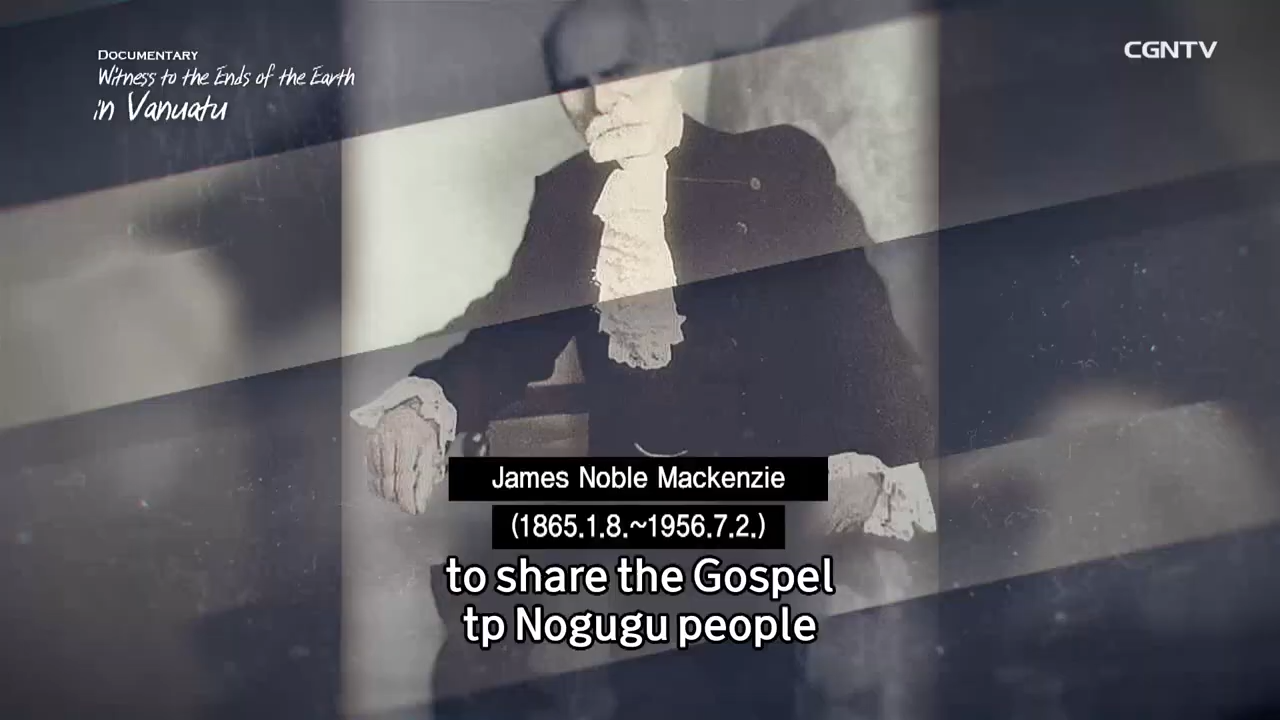 DOCUMENTARY
Witness to the Ends of the Earth
in Vanuatu
CGNTV
James Noble Mackenzie
(1865.1.8.~1956.7.2.)
to share the Gospel
tp Nogugu people